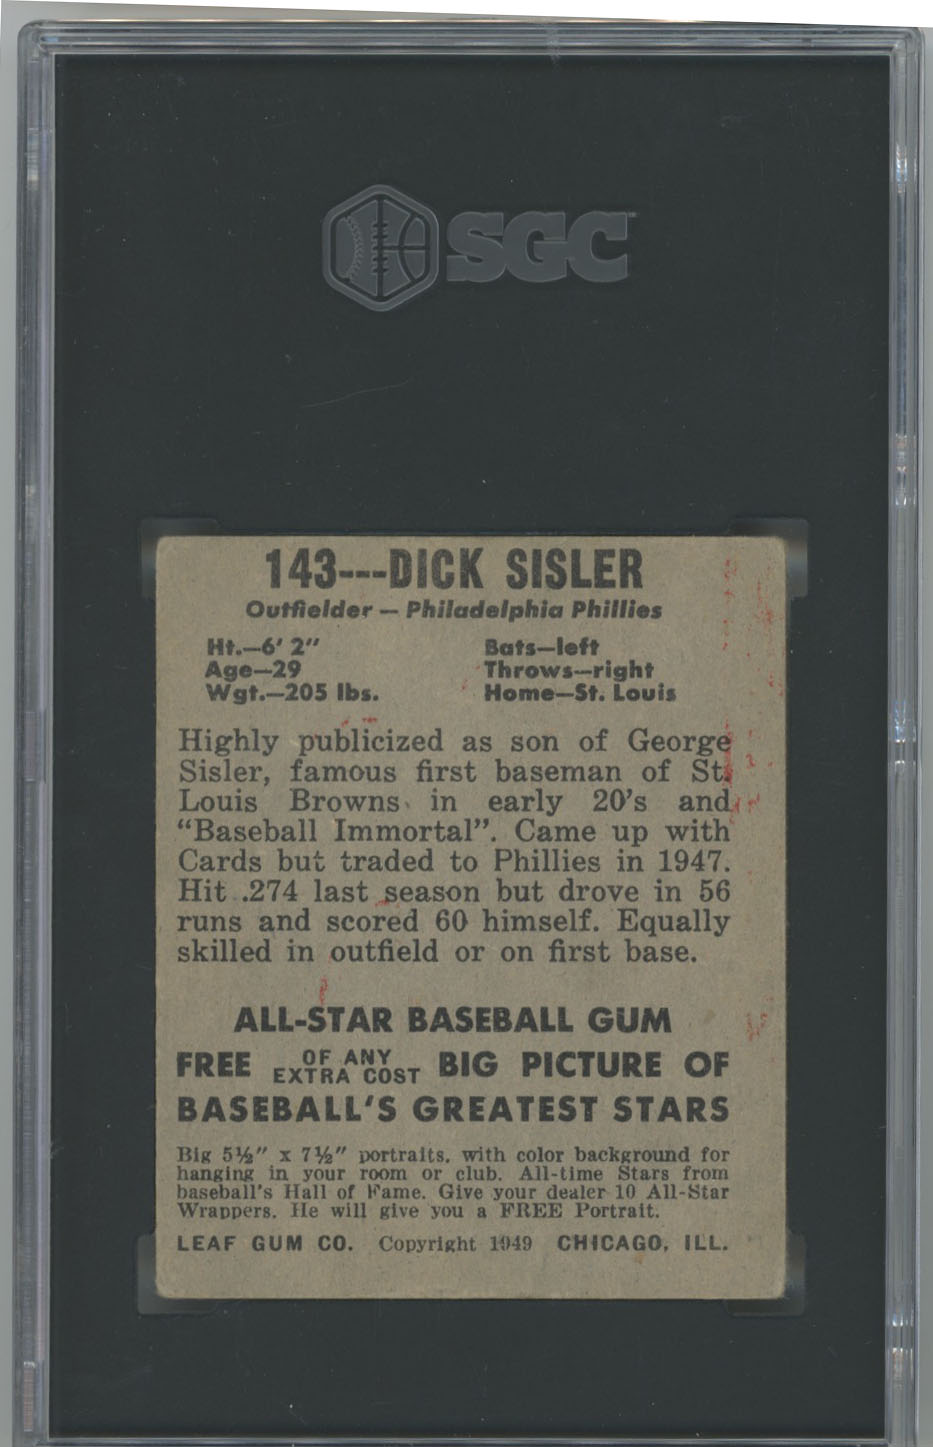 SGC
143---DICK SISLER
Outfielder — Philadelphia Phillies
Ht.—6' 2" Bats—left
Age—29 Throws—right
Wgt.—205 lbs. Home—St. Louis
Highly publicized as son of George
Sisler, famous first baseman of St.
Louis Browns in early 20's and
"Baseball Immortal". Came up with
Cards but traded to Phillies in 1947.
Hit .274 last season but drove in 56
runs and scored 60 himself. Equally
skilled in outfield or on first base.
ALL-STAR BASEBALL GUM
FREE OF ANY EXTRA COST BIG PICTURE OF
BASEBALL'S GREATEST STARS
Big 5½" x 7½" portraits, with color background for
hanging in your room or club. All-time Stars from
baseball's Hall of Fame. Give your dealer 10 All-Star
Wrappers. He will give you a FREE Portrait.
LEAF GUM CO. Copyright 1949 CHICAGO, ILL.